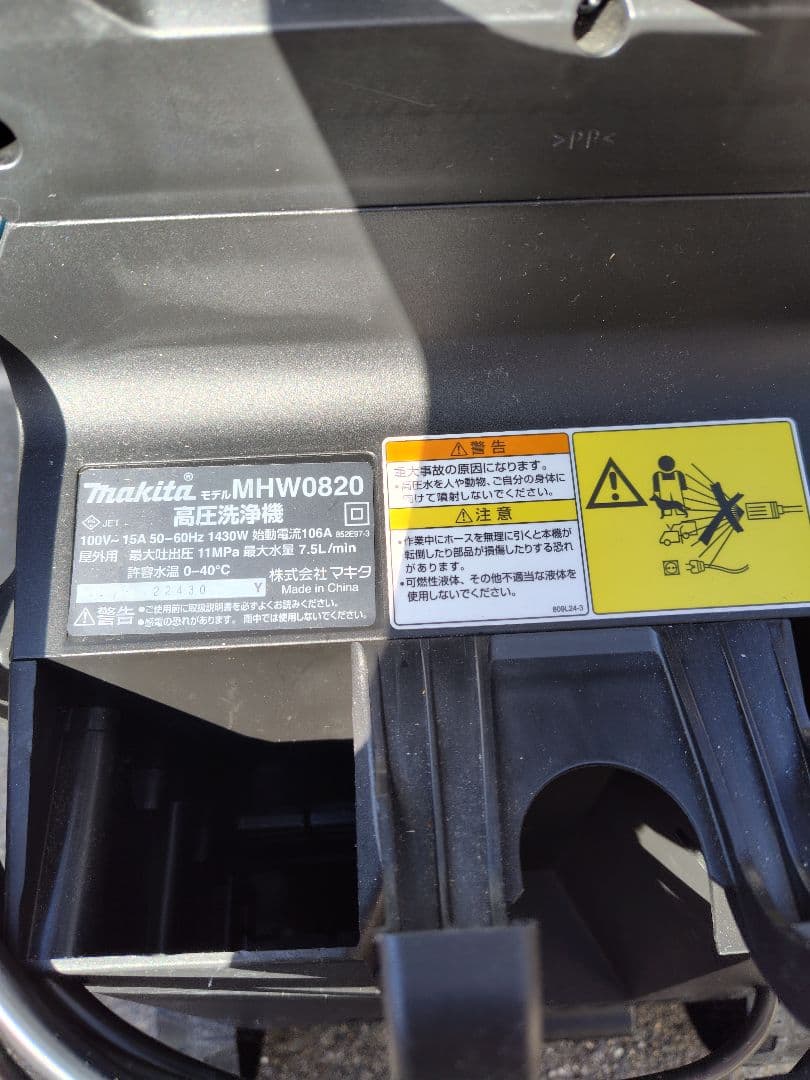 >PP<
makita® モデル MHW0820
JET 高圧洗浄機
100V~ 15A 50-60Hz 1430W 始動電流106A 852E97-3
屋外用 最大吐出圧 11MPa 最大水量 7.5L/min
許容水温 0-40°C 株式会社 マキタ
22430 Y Made in China
警告 •ご使用前に取扱説明書を必ずよくお読みください。
•感電の恐れがあります。雨中では使用しないでください。
警告
重大事故の原因になります。
•高圧水を人や動物、ご自分の身体に
向けて噴射しないでください。
注意
•作業中にホースを無理に引くと本機が
転倒したり部品が損傷したりする恐れ
があります。
•可燃性液体、その他不適当な液体を
使用しないでください。
809L24-3